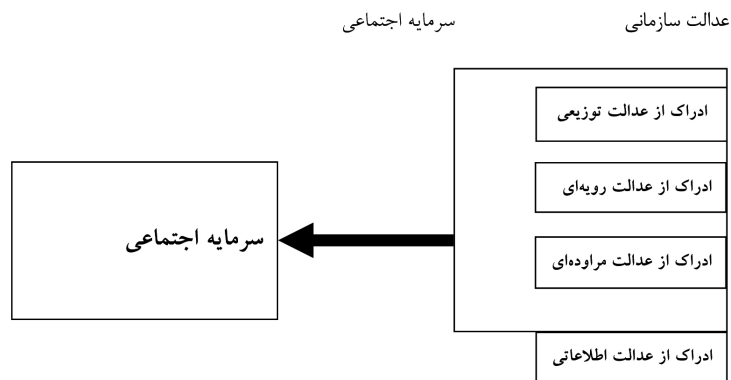 عدالت سازمانی
سرمایه اجتماعی
ادراک از عدالت توزیعی
ادراک از عدالت رویه‌ای
ادراک از عدالت مراوده‌ای
ادراک از عدالت اطلاعاتی
سرمایه اجتماعی